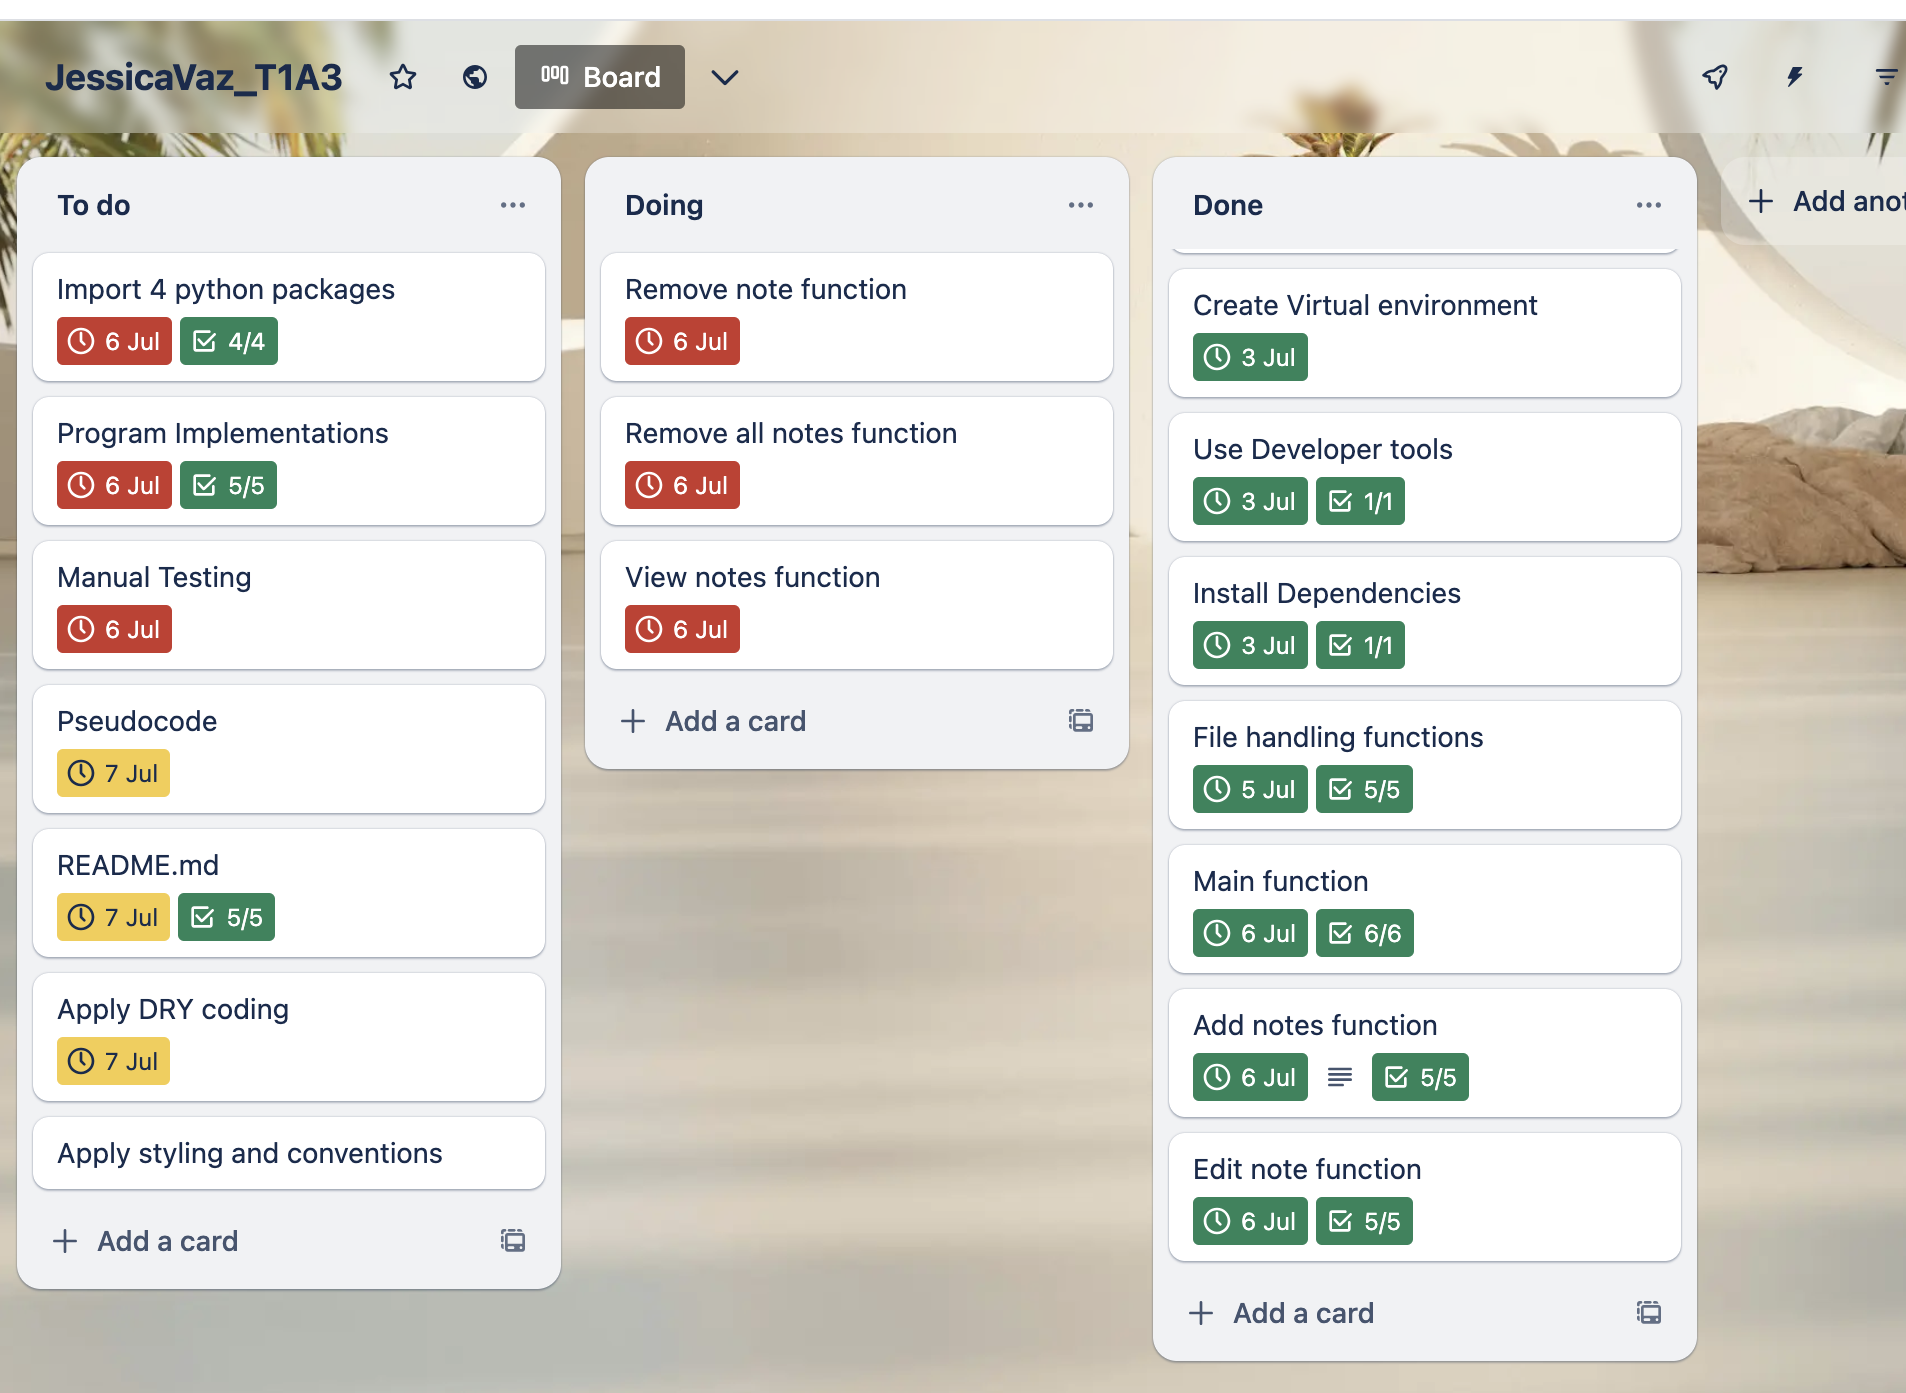 JessicaVaz_T1A3
Board
To do
Import 4 python packages
6 Jul 4/4
Program Implementations
6 Jul 5/5
Manual Testing
6 Jul
Pseudocode
7 Jul
README.md
7 Jul 5/5
Apply DRY coding
7 Jul
Apply styling and conventions
+ Add a card
Doing
Remove note function
6 Jul
Remove all notes function
6 Jul
View notes function
6 Jul
+ Add a card
Done
Create Virtual environment
3 Jul
Use Developer tools
3 Jul 1/1
Install Dependencies
3 Jul 1/1
File handling functions
5 Jul 5/5
Main function
6 Jul 6/6
Add notes function
6 Jul 5/5
Edit note function
6 Jul 5/5
+ Add a card
+ Add anot